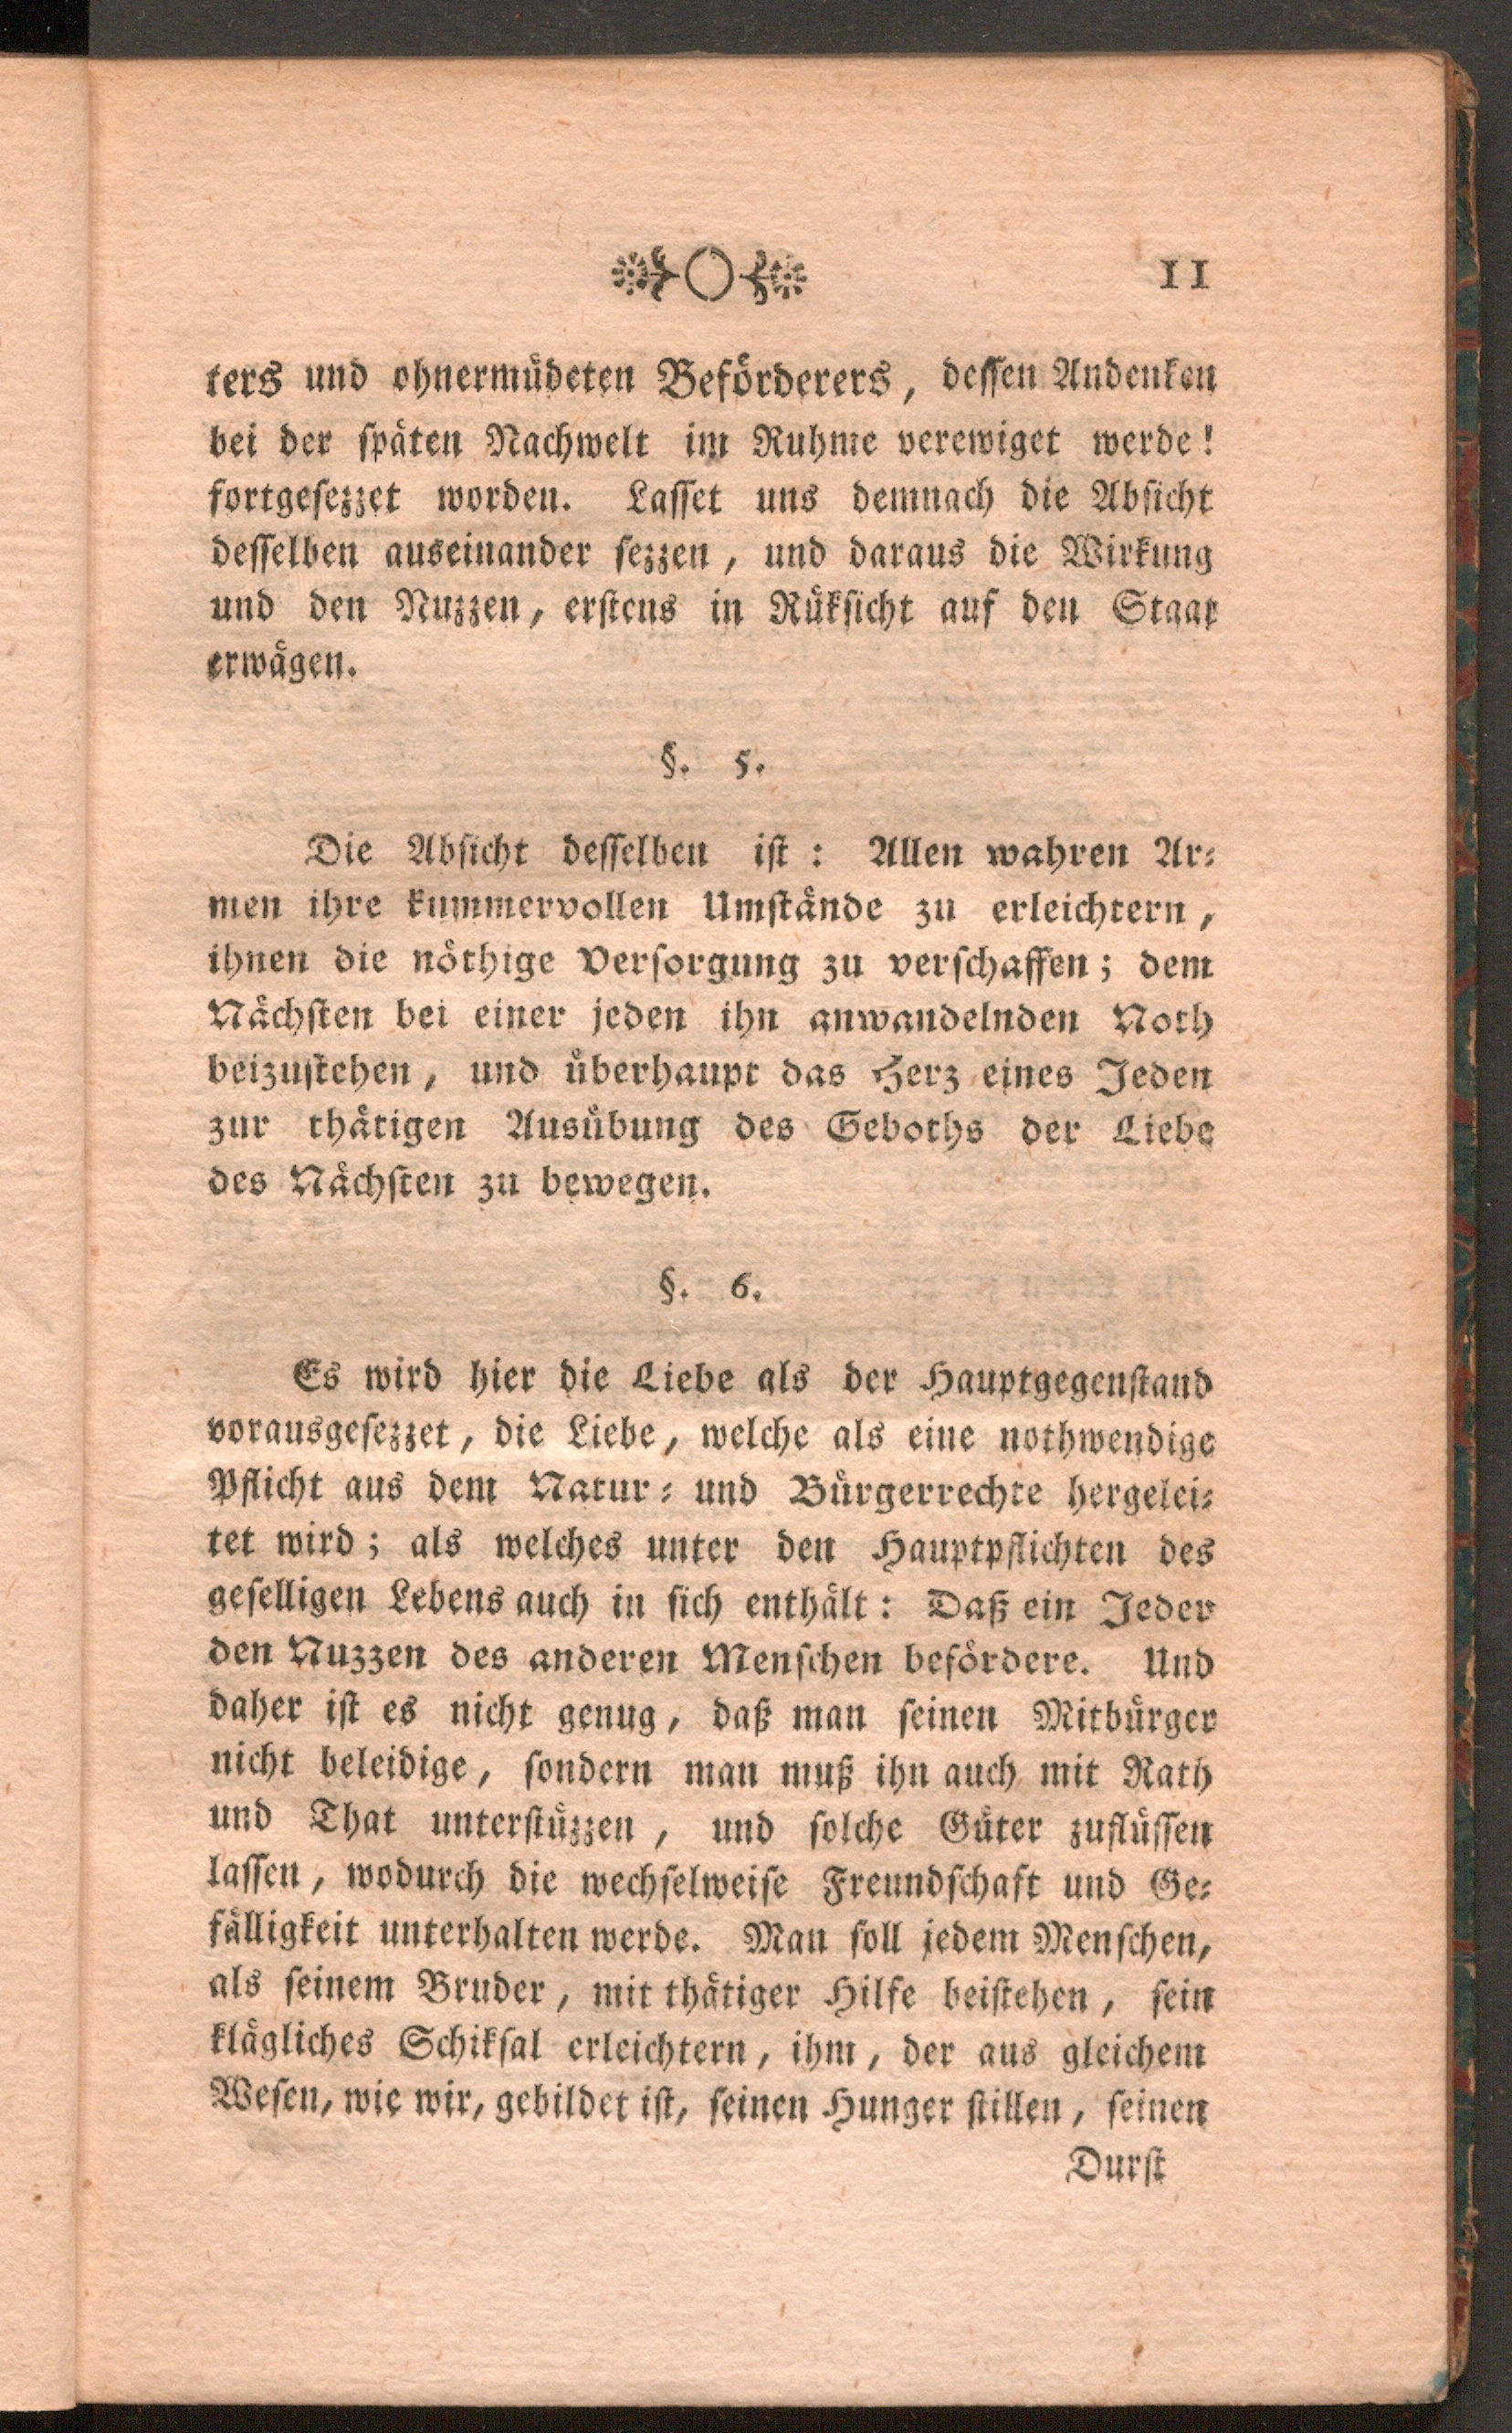 11
ters und ohnermüdeten Beförderers, dessen Andenken
bei der späten Nachwelt im Ruhme verewiget werde!
fortgesezzet worden. Lasset uns demnach die Absicht
desselben auseinander sezzen, und daraus die Wirkung
und den Nuzzen, erstens in Rüksicht auf den Staat
erwägen.
§. 5.
Die Absicht desselben ist: Allen wahren Ar-
men ihre kummervollen Umstände zu erleichtern,
ihnen die nöthige Versorgung zu verschaffen; dem
Nächsten bei einer jeden ihn anwandelnden Noth
beizustehen, und überhaupt das Herz eines Jeden
zur thätigen Ausübung des Geboths der Liebe
des Nächsten zu bewegen.
§. 6.
Es wird hier die Liebe als der Hauptgegenstand
vorausgesezzet, die Liebe, welche als eine nothwendige
Pflicht aus dem Natur- und Bürgerrechte hergelei-
tet wird; als welches unter den Hauptpflichten des
geselligen Lebens auch in sich enthält: Daß ein Jeder
den Nuzzen des anderen Menschen befördere. Und
daher ist es nicht genug, daß man seinen Mitbürger
nicht beleidige, sondern man muß ihn auch mit Rath
und That unterstüzzen, und solche Güter zuflüssen
lassen, wodurch die wechselweise Freundschaft und Ge-
fälligkeit unterhalten werde. Man soll jedem Menschen,
als seinem Bruder, mit thätiger Hilfe beistehen, sein
klägliches Schiksal erleichtern, ihm, der aus gleichem
Wesen, wie wir, gebildet ist, seinen Hunger stillen, seinen
Durst